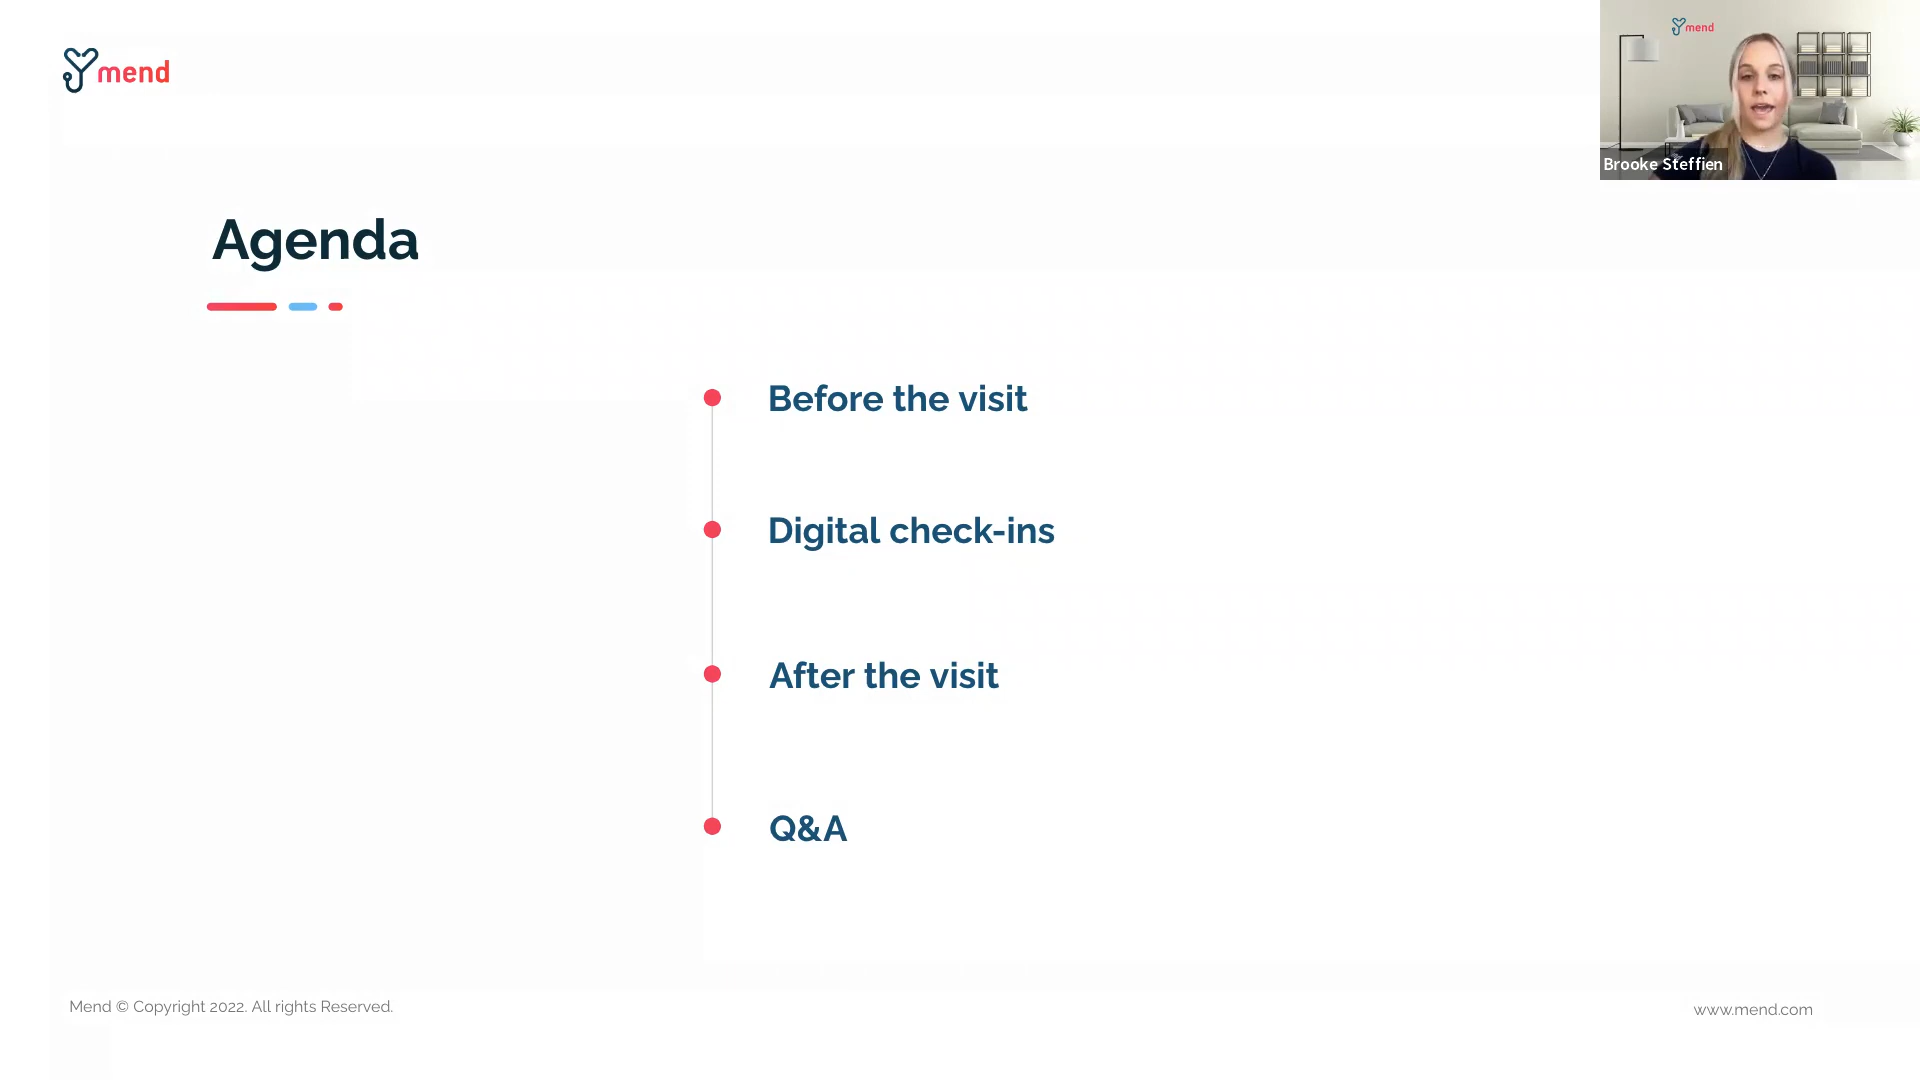 mend
mend
Brooke Steffien
Agenda
Before the visit
Digital check-ins
After the visit
Q&A
Mend © Copyright 2022. All rights Reserved.
www.mend.com